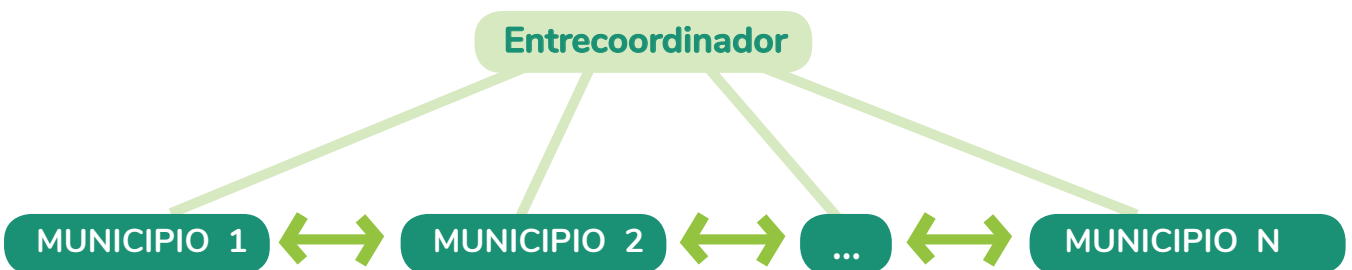 Entrecoordinador
MUNICIPIO 1
MUNICIPIO 2
...
MUNICIPIO N